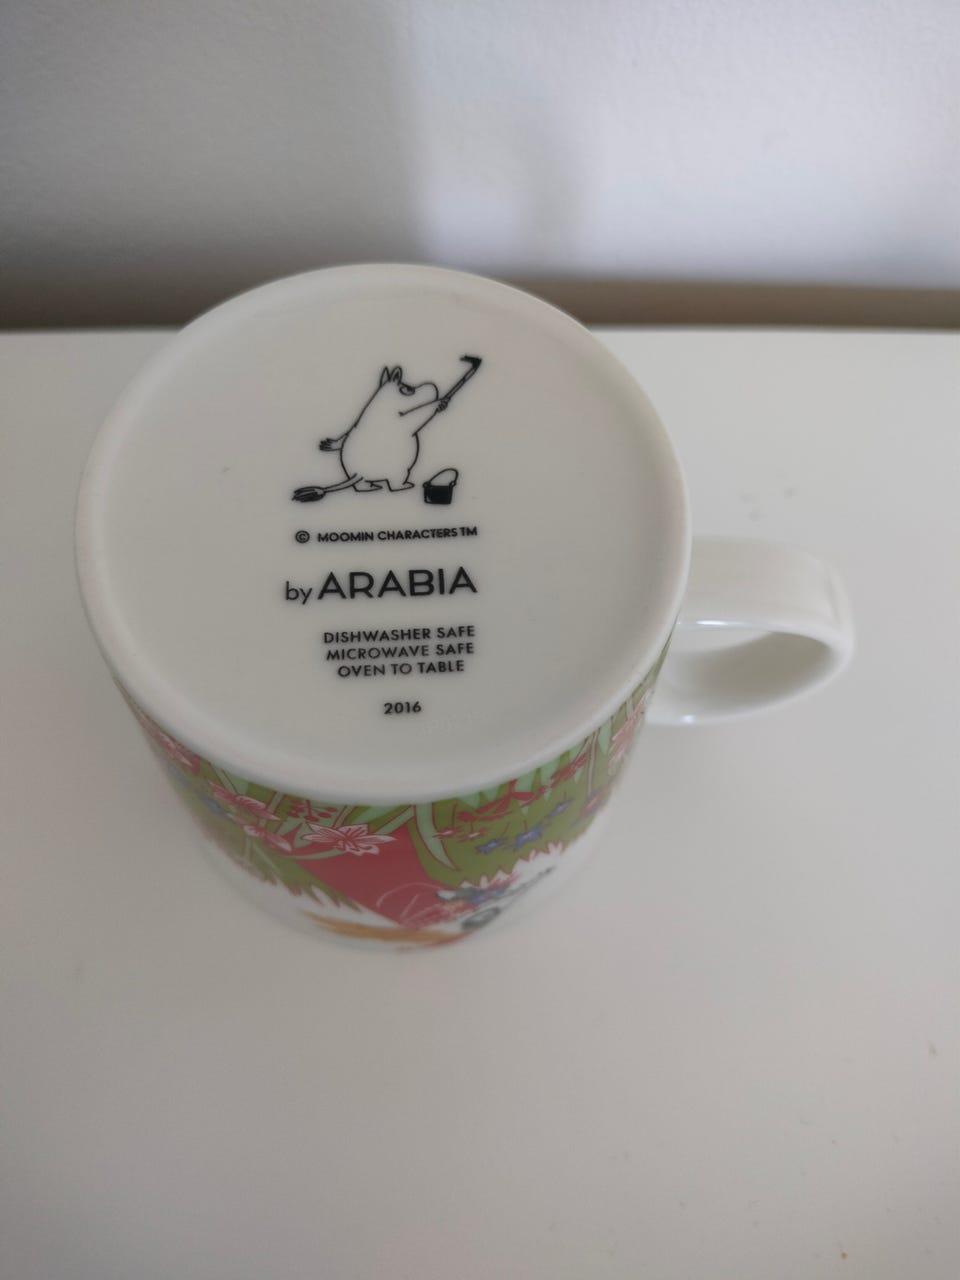 © MOOMIN CHARACTERS TM
by ARABIA
DISHWASHER SAFE
MICROWAVE SAFE
OVEN TO TABLE
2016